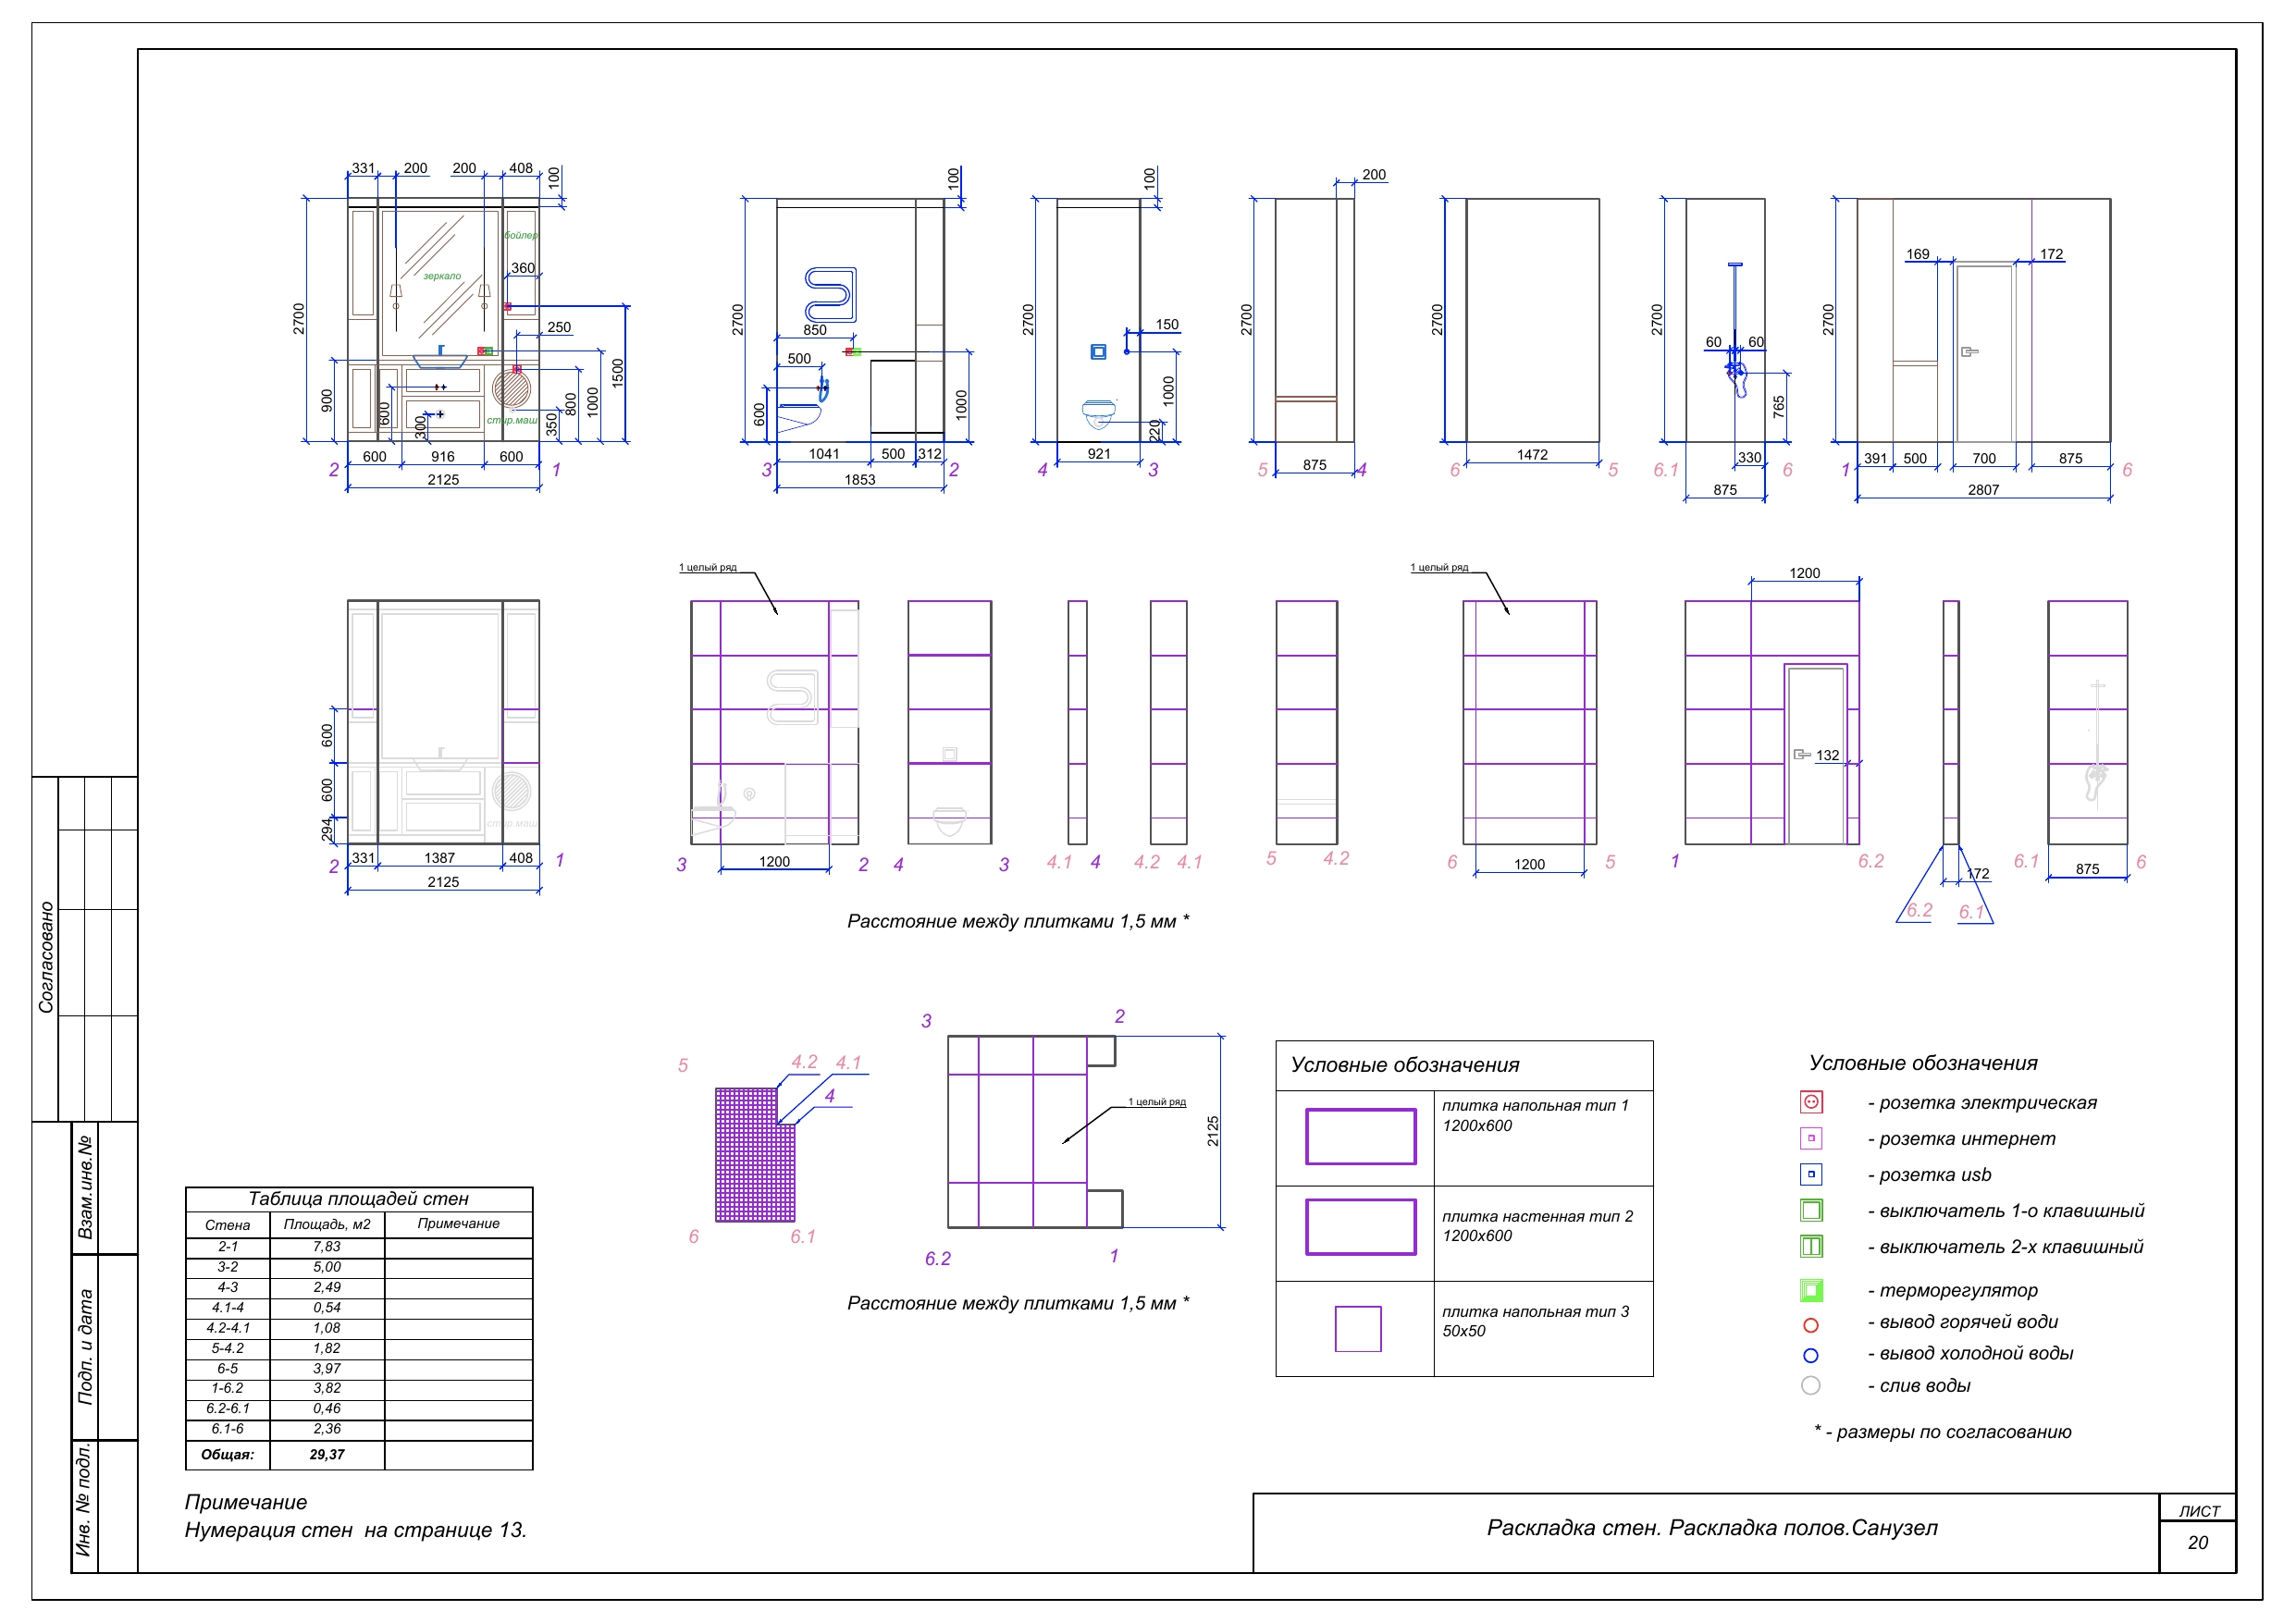 331 200 200 408 100
2700
бойлер
зеркало
360
250
1500
900
600
300
стир.маш
350
800
1000
2 600 916 600 1
2125
100
2700
850
500
600
1000
3 1041 500 312 2
1853
100
2700
150
1000
220
4 921 3
200
2700
5 875 4
2700
6 1472 5
2700
60 60
765
330
6.1 875 6
2700
169 172
1 391 500 700 875 6
2807
600
600
294
стир.маш
2 331 1387 408 1
2125
1 целый ряд
3 1200 2
4 3
4.1 4
4.2 4.1
5 4.2
1 целый ряд
6 1200 5
1200
132
1 6.2
172
6.2 6.1
6.1 875 6
Расстояние между плитками 1,5 мм *
5 4.2 4.1
4
6 6.1
3 2
1 целый ряд
2125
6.2 1
Расстояние между плитками 1,5 мм *
Условные обозначения
плитка напольная тип 1
1200х600
плитка настенная тип 2
1200х600
плитка напольная тип 3
50х50
Условные обозначения
- розетка электрическая
- розетка интернет
- розетка usb
- выключатель 1-о клавишный
- выключатель 2-х клавишный
- терморегулятор
- вывод горячей води
- вывод холодной воды
- слив воды
* - размеры по согласованию
Таблица площадей стен
Стена Площадь, м2 Примечание
2-1 7,83
3-2 5,00
4-3 2,49
4.1-4 0,54
4.2-4.1 1,08
5-4.2 1,82
6-5 3,97
1-6.2 3,82
6.2-6.1 0,46
6.1-6 2,36
Общая: 29,37
Примечание
Нумерация стен на странице 13.
Согласовано
Взам.инв.№
Подп. и дата
Инв. № подл.
Раскладка стен. Раскладка полов.Санузел
ЛИСТ
20